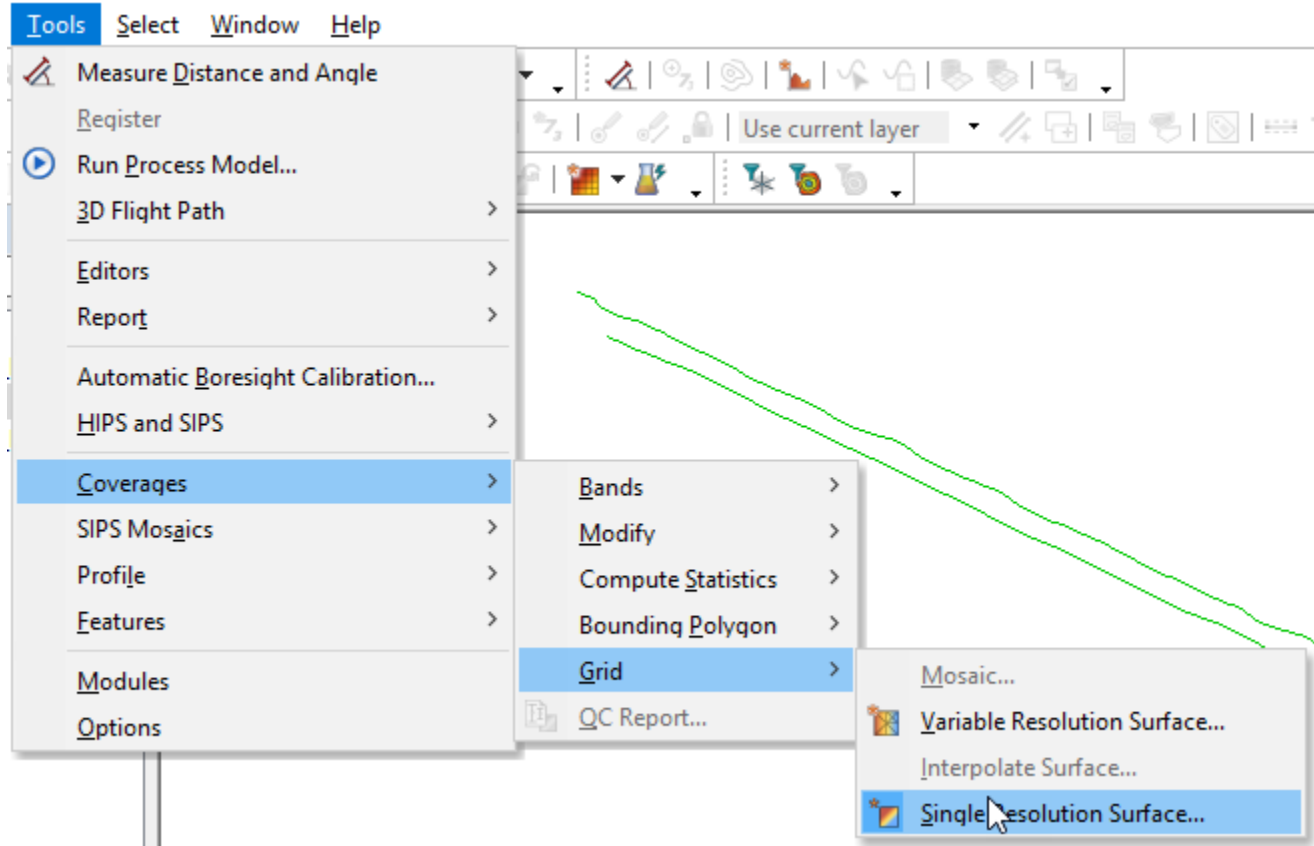 Tools Select Window Help
Measure Distance and Angle
Register
Run Process Model...
3D Flight Path
Editors
Report
Automatic Boresight Calibration...
HIPS and SIPS
Coverages
SIPS Mosaics
Profile
Features
Modules
Options
Use current layer
Bands
Modify
Compute Statistics
Bounding Polygon
Grid
QC Report...
Mosaic...
Variable Resolution Surface...
Interpolate Surface...
Single Resolution Surface...